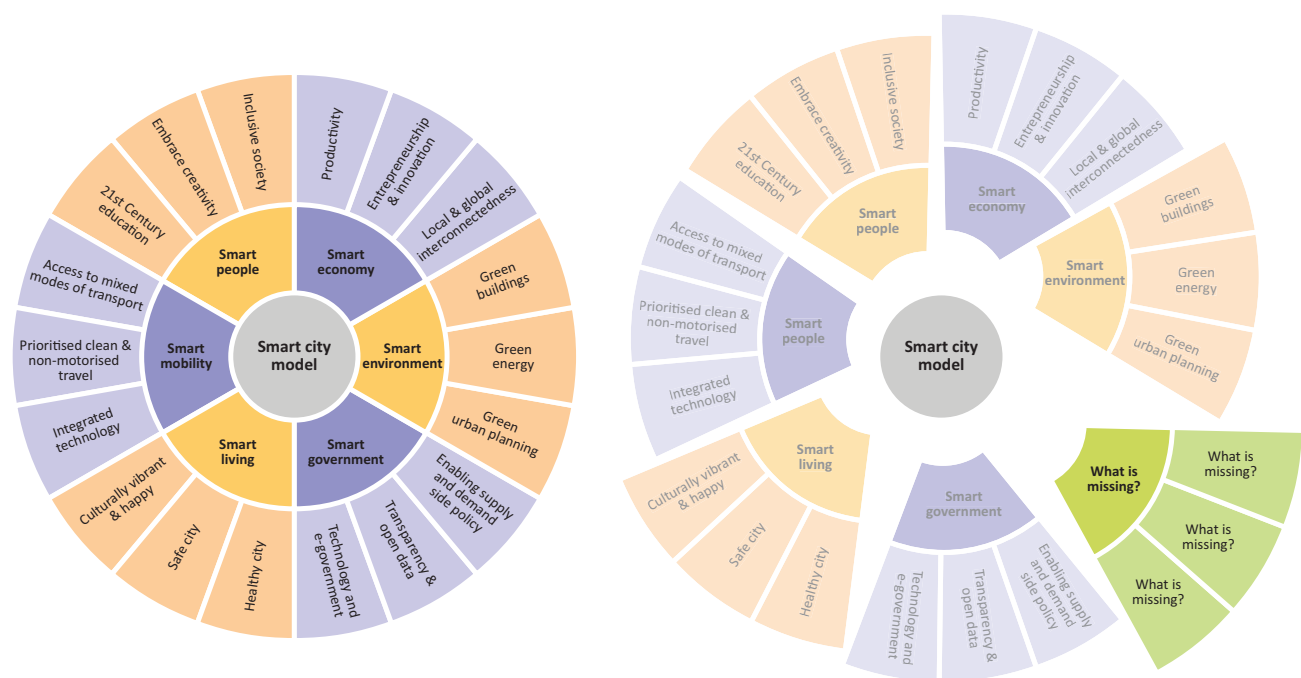 Smart city
model
Smart
people
Smart
economy
Smart
environment
Smart
government
Smart
living
Smart
mobility
Inclusive society
Embrace creativity
21st Century
education
Productivity
Entrepreneurship
& innovation
Local & global
interconnectedness
Green
buildings
Green
energy
Green
urban planning
Enabling supply
and demand
side policy
Transparency &
open data
Technology and
e-government
Healthy city
Safe city
Culturally vibrant
& happy
Integrated
technology
Prioritised clean &
non-motorised
travel
Access to mixed
modes of transport
Smart city
model
Smart
people
Smart
economy
Smart
environment
What is
missing?
Smart
government
Smart
living
Smart
people
Inclusive society
Embrace creativity
21st Century
education
Productivity
Entrepreneurship
& innovation
Local & global
interconnectedness
Green
buildings
Green
energy
Green
urban planning
What is
missing?
What is
missing?
What is
missing?
Enabling supply
and demand
side policy
Transparency &
open data
Technology and
e-government
Healthy city
Safe city
Culturally vibrant
& happy
Integrated
technology
Prioritised clean &
non-motorised
travel
Access to mixed
modes of transport